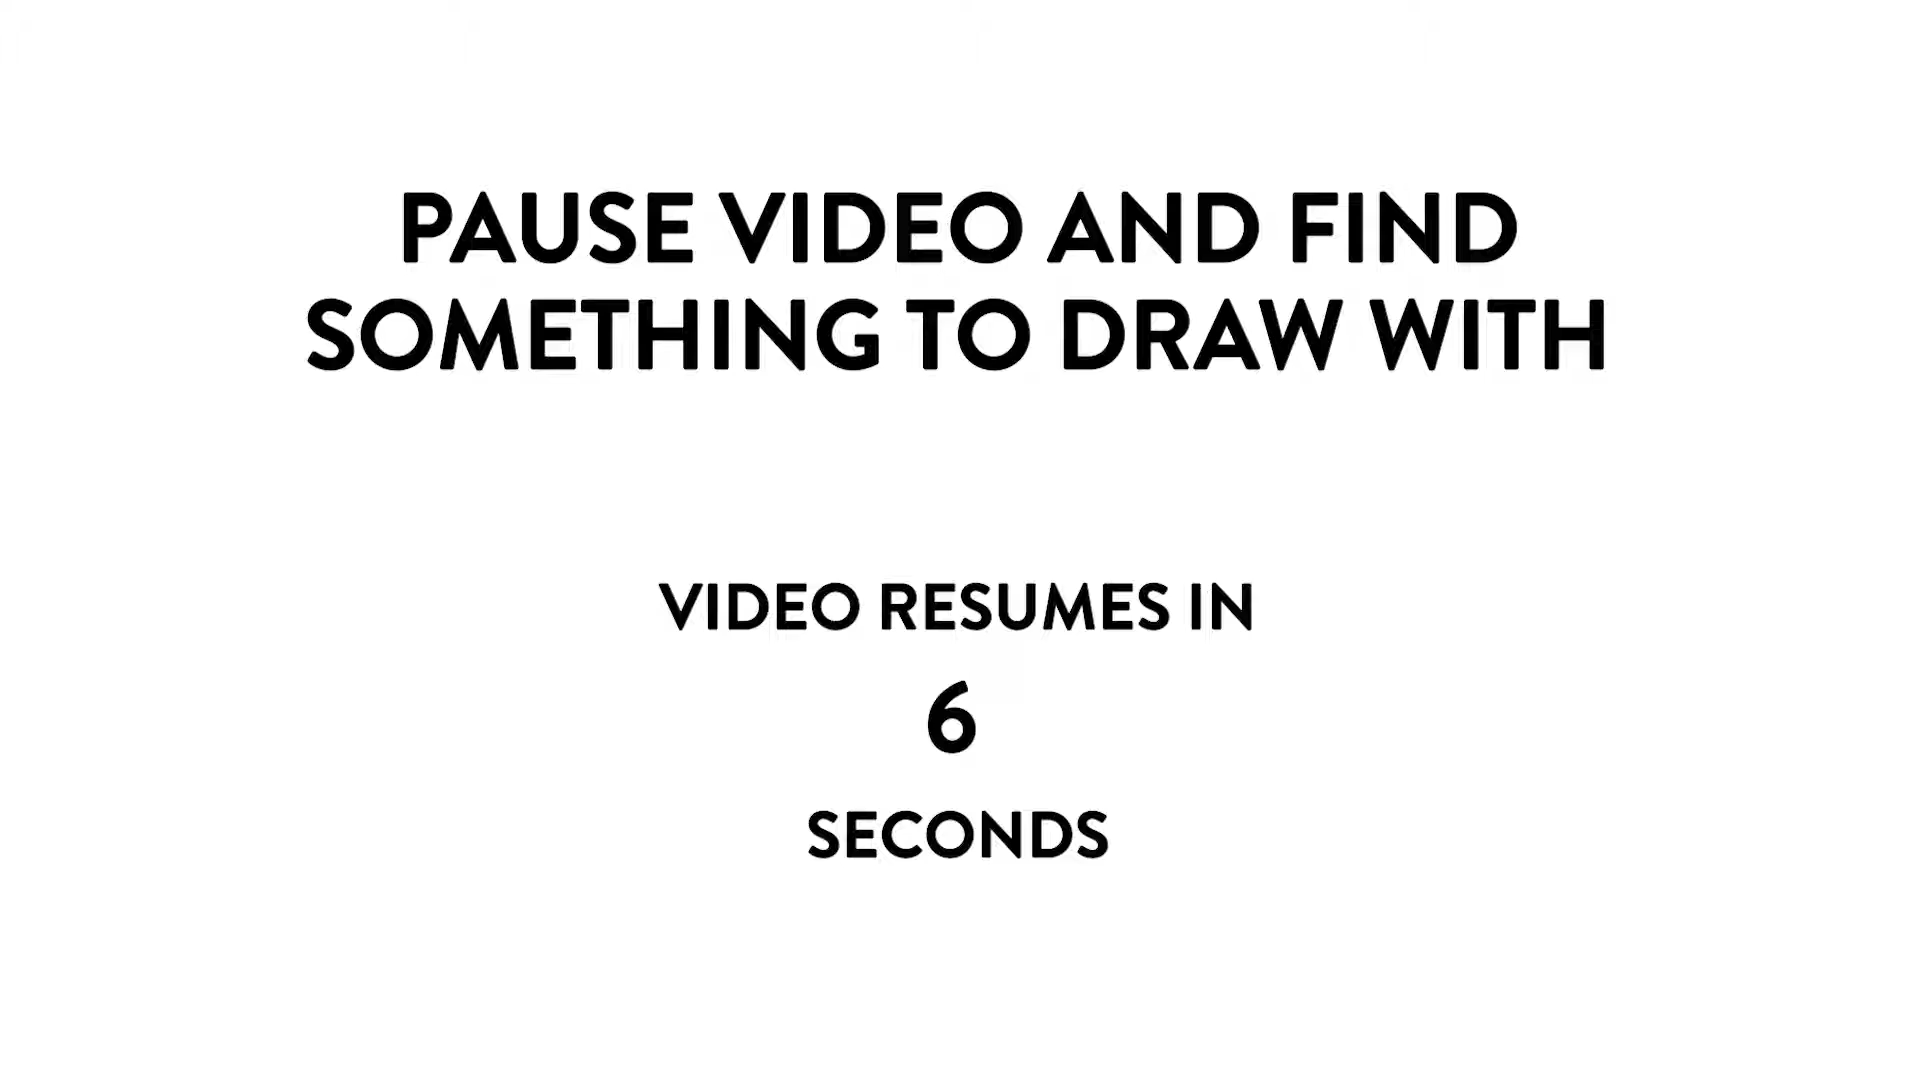 PAUSE VIDEO AND FIND
SOMETHING TO DRAW WITH
VIDEO RESUMES IN
6
SECONDS